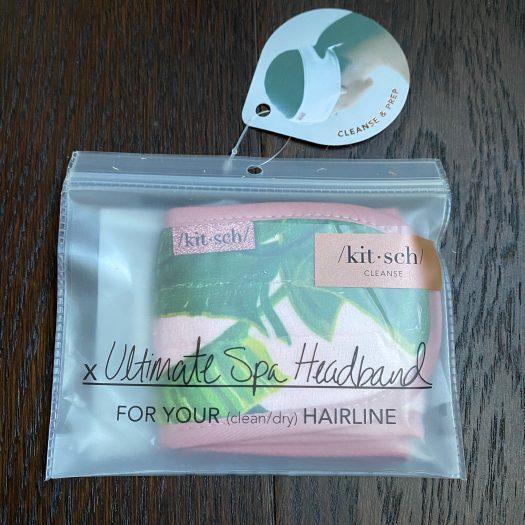 CLEANSE & PREP
/kit·sch/
/kit·sch/
CLEANSE
x Ultimate Spa Headband
FOR YOUR (clean/dry) HAIRLINE